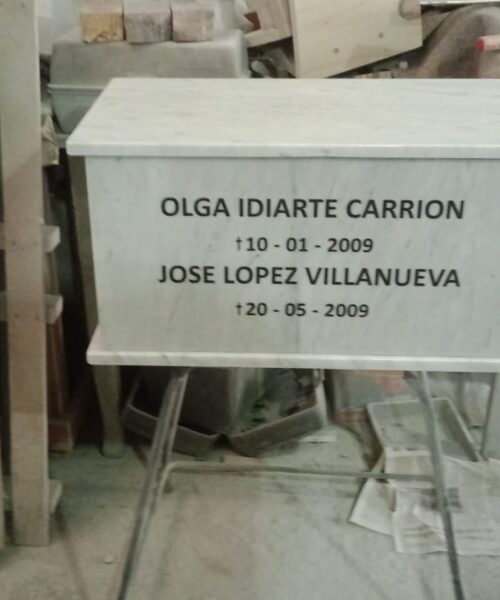 OLGA IDIARTE CARRION
†10 - 01 - 2009
JOSE LOPEZ VILLANUEVA
†20 - 05 - 2009